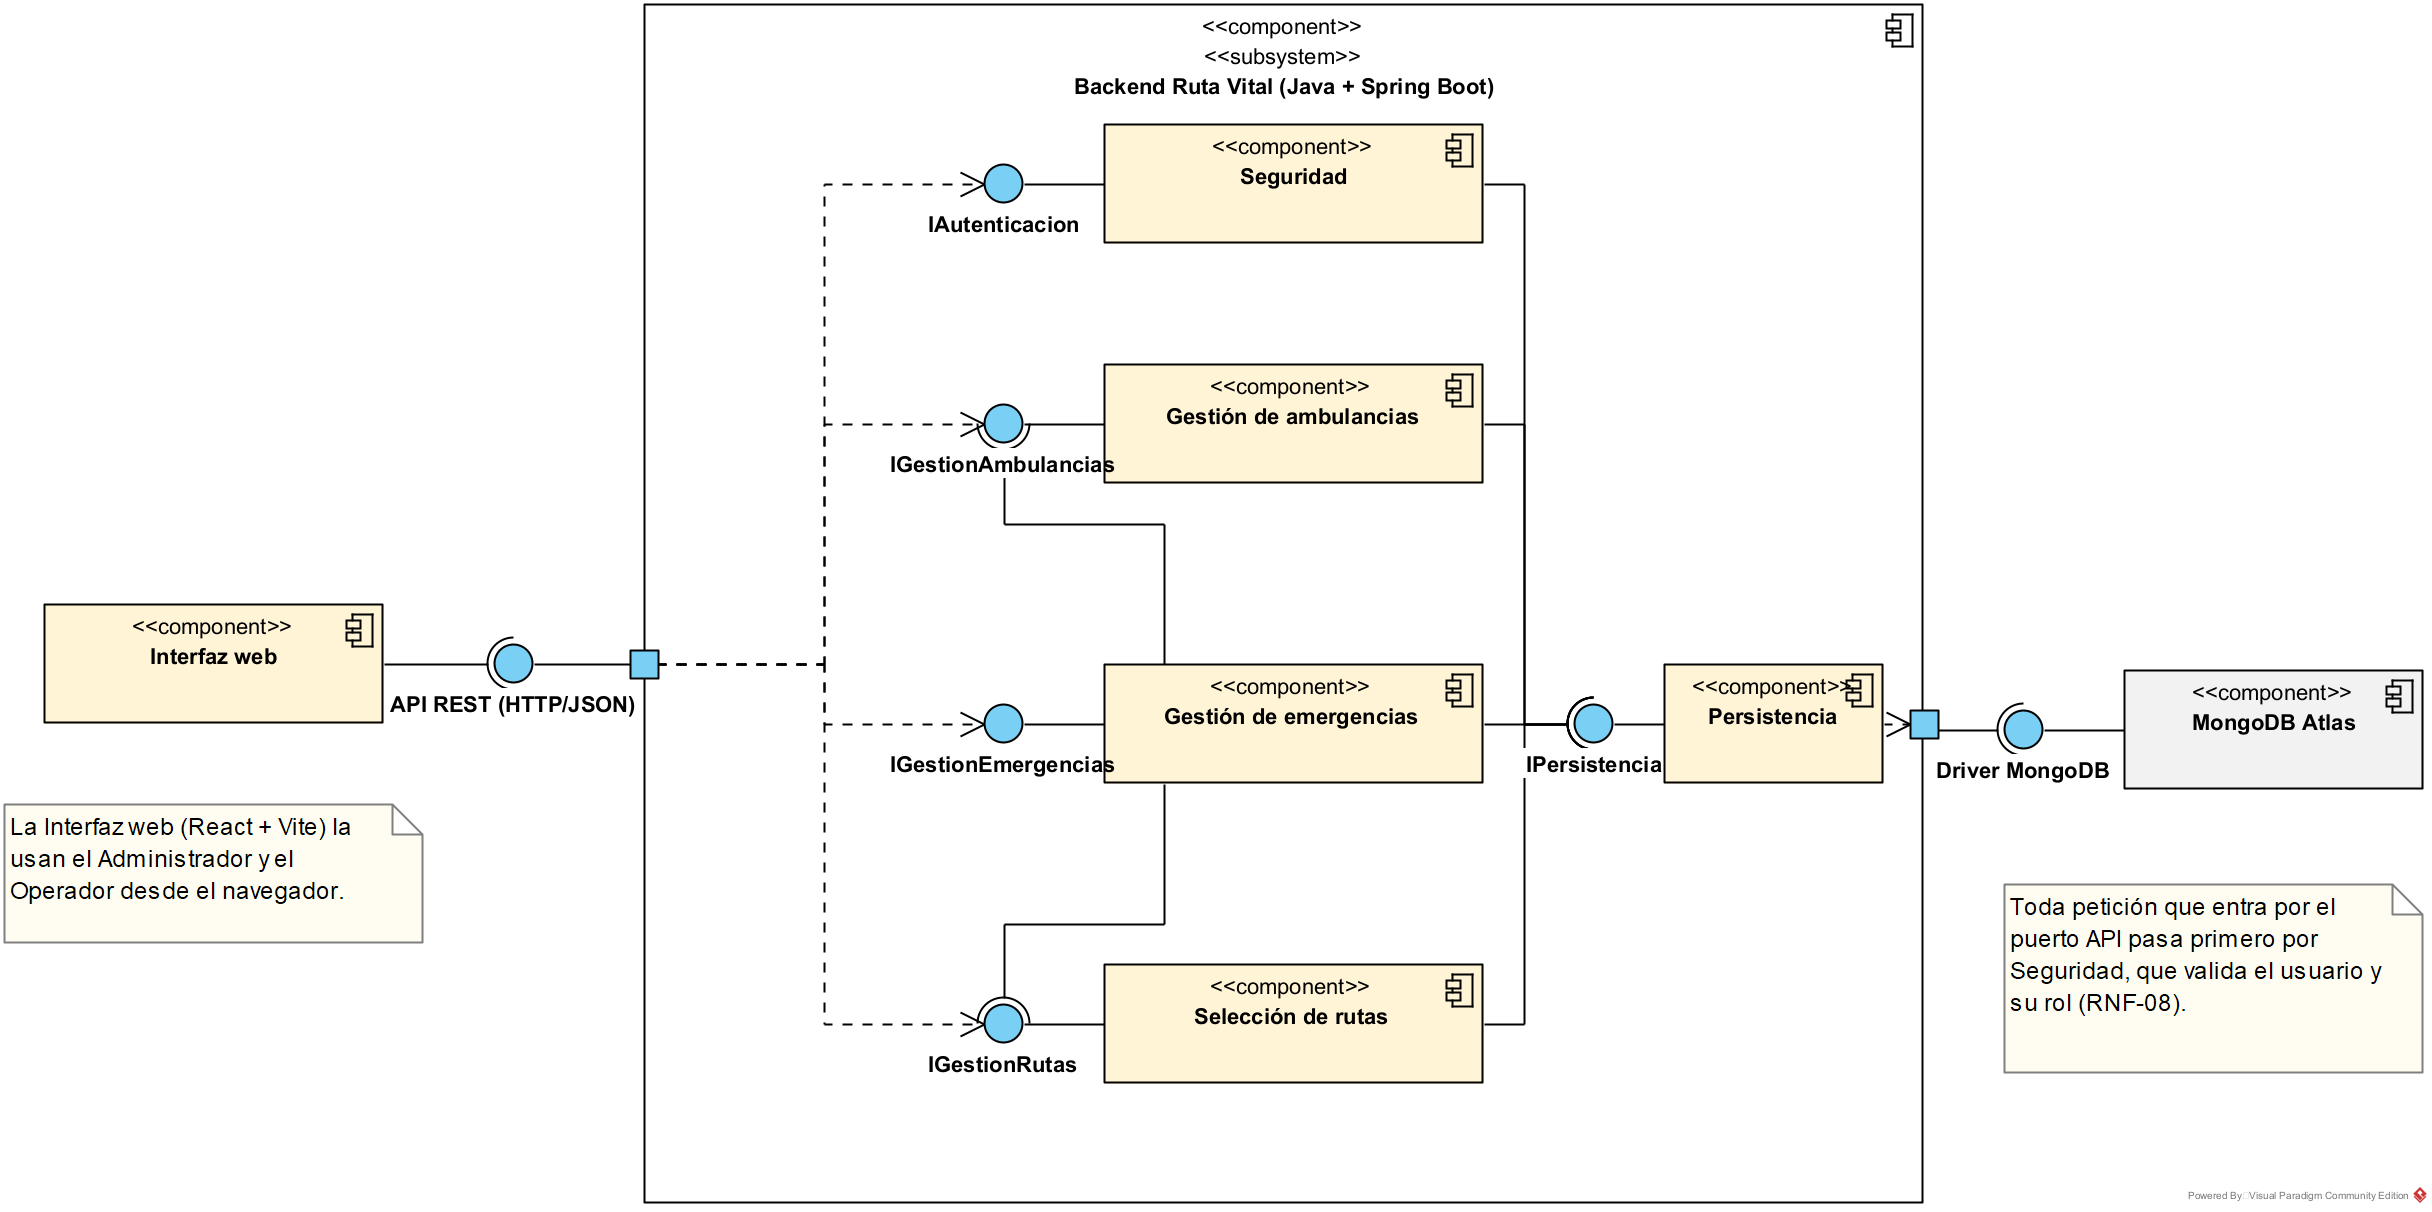 <<component>>
<<subsystem>>
Backend Ruta Vital (Java + Spring Boot)
<<component>>
Seguridad
IAutenticacion
<<component>>
Gestión de ambulancias
IGestionAmbulancias
<<component>>
Interfaz web
API REST (HTTP/JSON)
<<component>>
Gestión de emergencias
IGestionEmergencias
IPersistencia
<<component>>
Persistencia
Driver MongoDB
<<component>>
MongoDB Atlas
La Interfaz web (React + Vite) la
usan el Administrador y el
Operador desde el navegador.
Toda petición que entra por el
puerto API pasa primero por
Seguridad, que valida el usuario y
su rol (RNF-08).
<<component>>
Selección de rutas
IGestionRutas
Powered By Visual Paradigm Community Edition